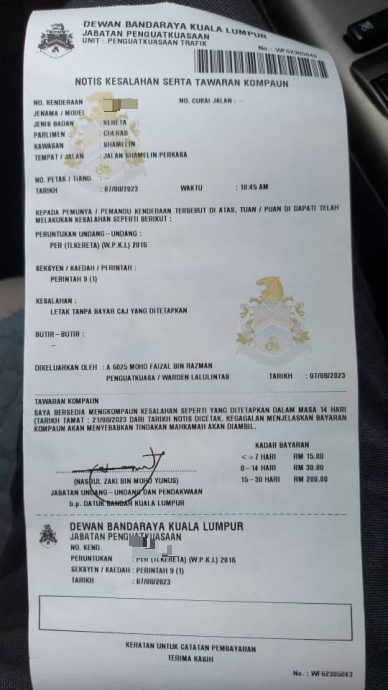 DEWAN BANDARAYA KUALA LUMPUR
JABATAN PENGUATKUASAAN
UNIT : PENGUATKUASAAN TRAFIK
No : WF62305043
NOTIS KESALAHAN SERTA TAWARAN KOMPAUN
NO. KENDERAAN : NO. CUKAI JALAN : –
JENAMA / MODEL :
JENIS BADAN : KERETA
PARLIMEN : CHERAS
KAWASAN : SHAMELIN
TEMPAT / JALAN : JALAN SHAMELIN PERKASA
NO. PETAK / TIANG : –
TARIKH : 07/08/2023 WAKTU : 10:45 AM
KEPADA PEMUNYA / PEMANDU KENDERAAN TERSEBUT DI ATAS, TUAN / PUAN DI DAPATI TELAH
MELAKUKAN KESALAHAN SEPERTI BERIKUT :
PERUNTUKAN UNDANG – UNDANG :
PER (TLKERETA) (W.P.K.L) 2016
SEKSYEN / KAEDAH / PERINTAH :
PERINTAH 9 (1)
KESALAHAN :
LETAK TANPA BAYAR CAJ YANG DITETAPKAN
BUTIR – BUTIR :
–
DIKELUARKAN OLEH : A 6825 MOHD FAIZAL BIN RAZMAN
PENGUATKUASA / WARDEN LALULINTAS TARIKH : 07/08/2023
TAWARAN KOMPAUN
SAYA BERSEDIA MENGKOMPAUN KESALAHAN SEPERTI YANG DITETAPKAN DALAM MASA 14 HARI
(TARIKH TAMAT : 21/08/2023 DARI TARIKH NOTIS DICETAK. KEGAGALAN MENJELASKAN BAYARAN
KOMPAUN AKAN MENYEBABKAN TINDAKAN MAHKAMAH AKAN DIAMBIL.
KADAR BAYARAN
< = 7 HARI RM 15.00
8 – 14 HARI RM 30.00
15 – 30 HARI RM 200.00
(NASRUL ZAKI BIN MOHD YUNUS)
JABATAN UNDANG – UNDANG DAN PENDAKWAAN
b.p. DATUK BANDAR KUALA LUMPUR
DEWAN BANDARAYA KUALA LUMPUR
JABATAN PENGUATKUASAAN
NO. KEND. :
PERUNTUKAN : PER (TLKERETA) (W.P.K.L) 2016
SEKSYEN / KAEDAH : PERINTAH 9 (1)
TARIKH : 07/08/2023
KERATAN UNTUK CATATAN PEMBAYARAN
TERIMA KASIH
No. : WF62305043